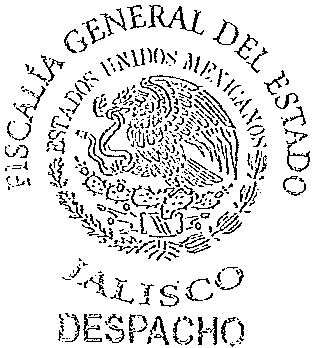 FISCALÍA GENERAL DEL ESTADO
ESTADOS UNIDOS MEXICANOS
JALISCO
DESPACHO